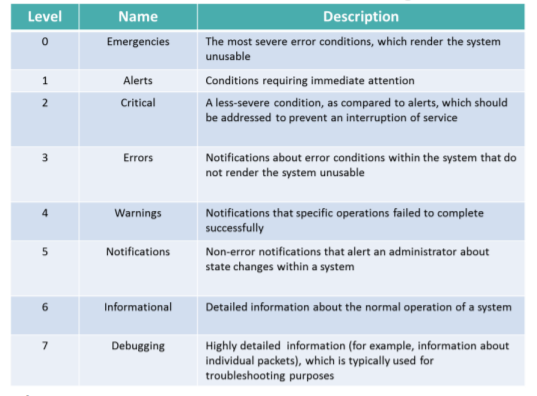 Level Name Description
0 Emergencies The most severe error conditions, which render the system
unusable
1 Alerts Conditions requiring immediate attention
2 Critical A less-severe condition, as compared to alerts, which should
be addressed to prevent an interruption of service
3 Errors Notifications about error conditions within the system that do
not render the system unusable
4 Warnings Notifications that specific operations failed to complete
successfully
5 Notifications Non-error notifications that alert an administrator about
state changes within a system
6 Informational Detailed information about the normal operation of a system
7 Debugging Highly detailed information (for example, information about
individual packets), which is typically used for
troubleshooting purposes